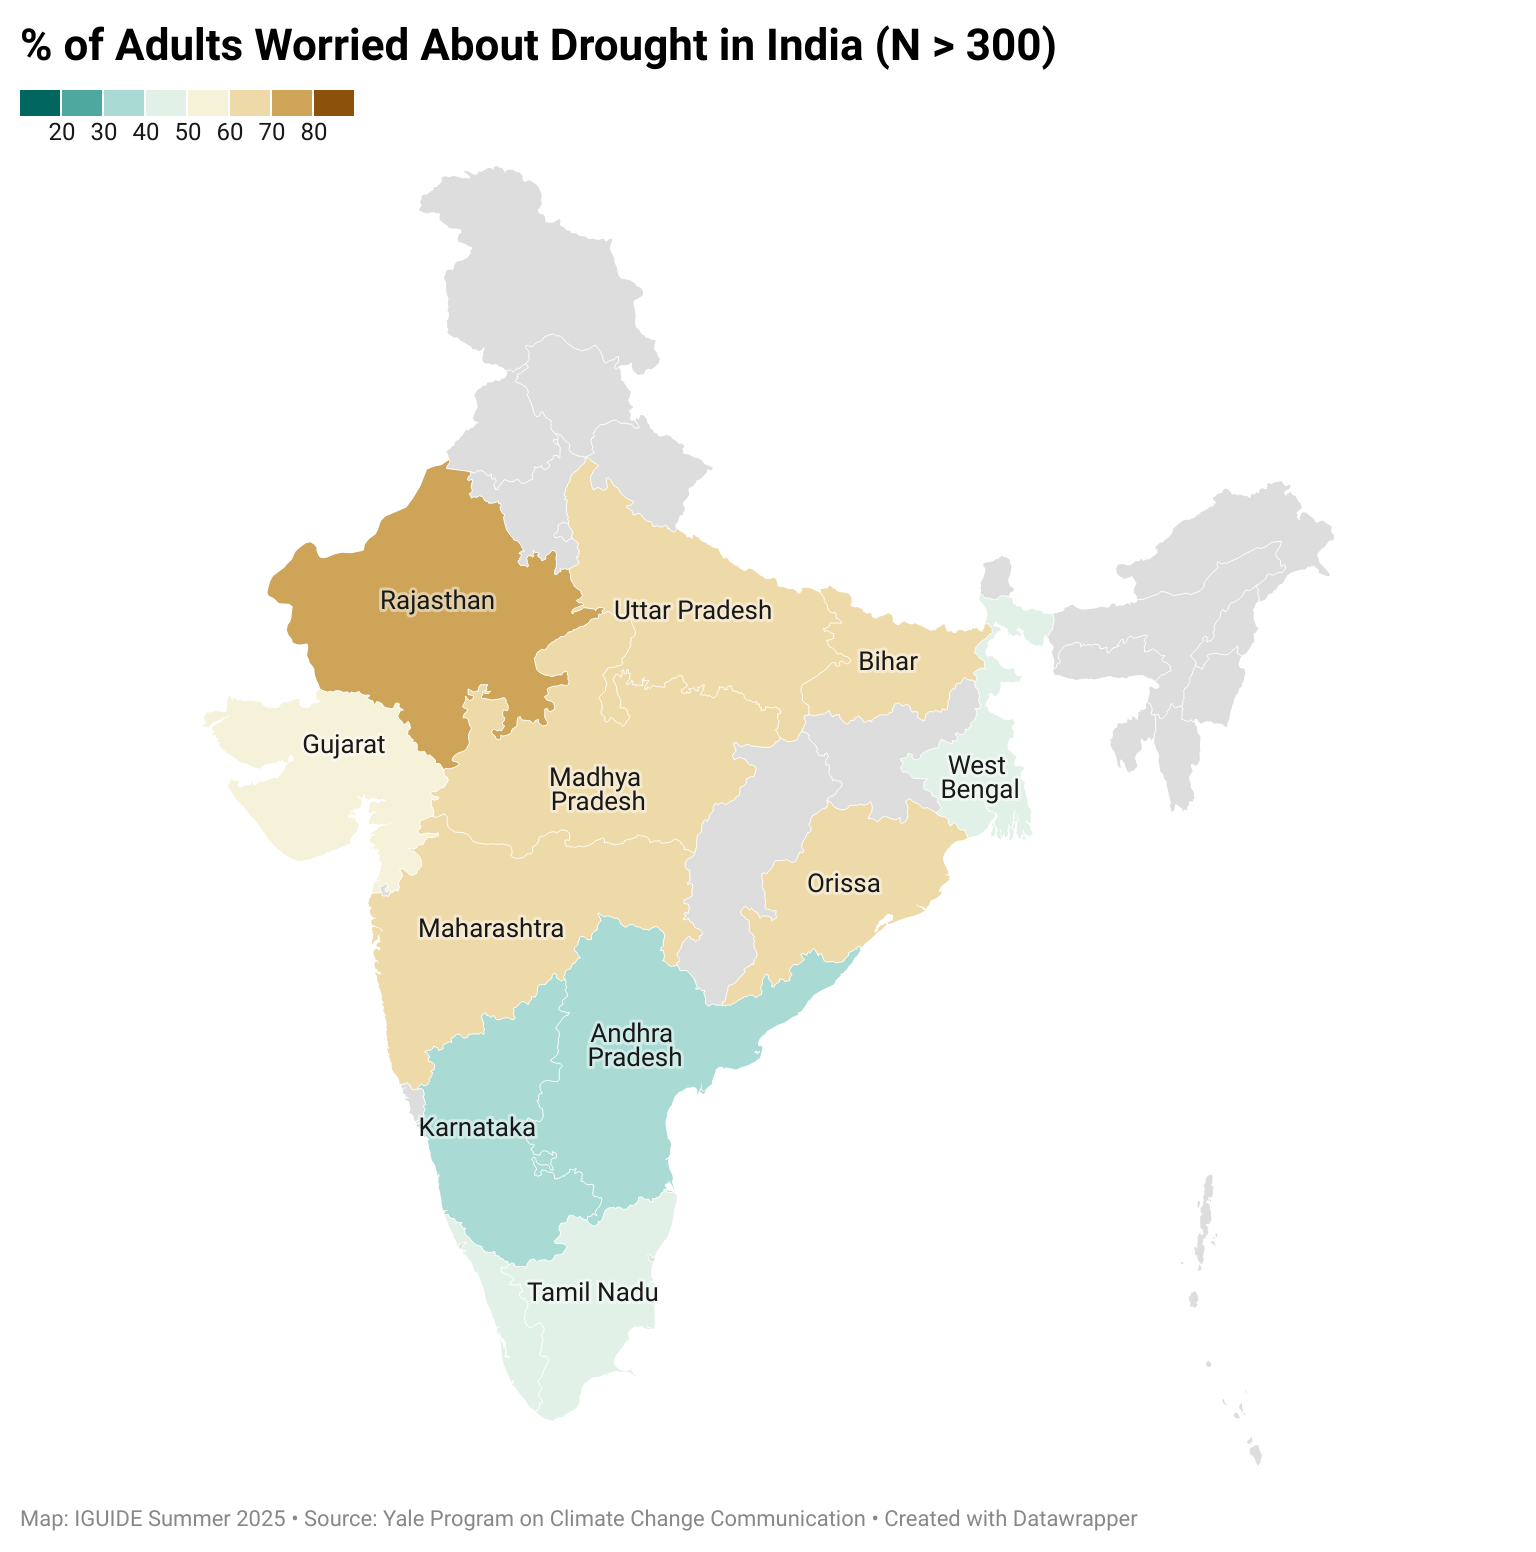 % of Adults Worried About Drought in India (N > 300)
20 30 40 50 60 70 80
Rajasthan
Uttar Pradesh
Bihar
Gujarat
Madhya
Pradesh
West
Bengal
Orissa
Maharashtra
Andhra
Pradesh
Karnataka
Tamil Nadu
Map: IGUIDE Summer 2025 • Source: Yale Program on Climate Change Communication • Created with Datawrapper